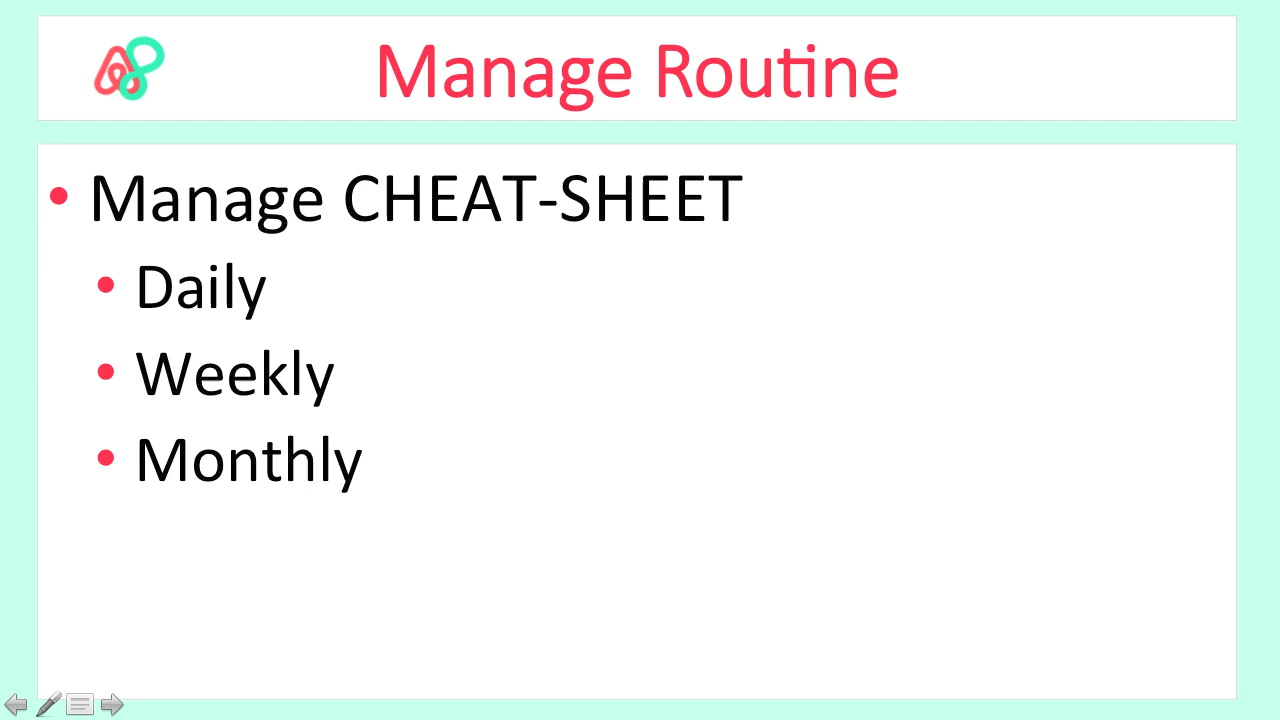 Manage Routine
• Manage CHEAT-SHEET
• Daily
• Weekly
• Monthly